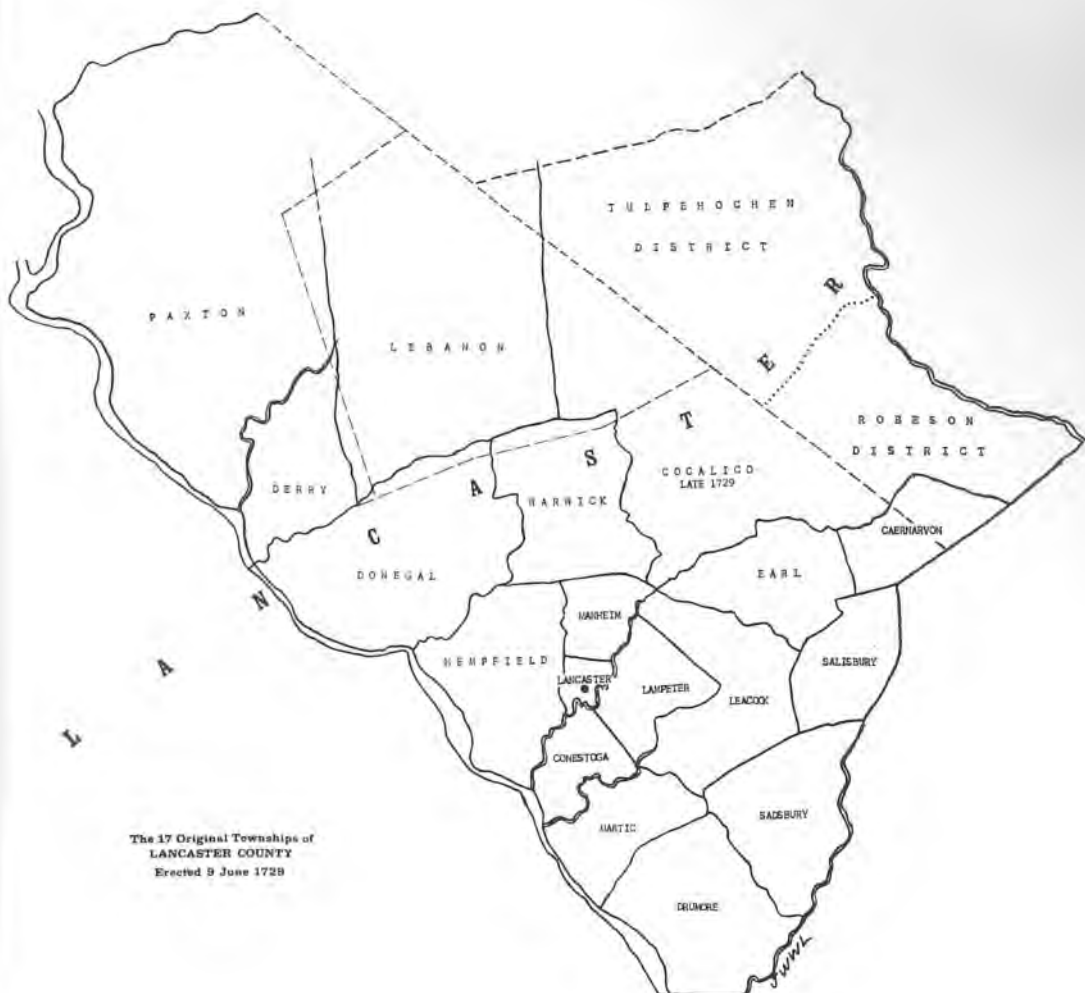 TULPEHOCHEN
DISTRICT
PAXTON
LEBANON
ROBESON
DISTRICT
DERRY
WARWICK
COCALICO
LATE 1729
CAERNARVON
DONEGAL
EARL
MANHEIM
HEMPFIELD
SALISBURY
LANCASTER
LAMPETER
LEACOCK
CONESTOGA
MARTIC
SADSBURY
DRUMORE
LANCASTER
The 17 Original Townships of
LANCASTER COUNTY
Erected 9 June 1729
JWWL